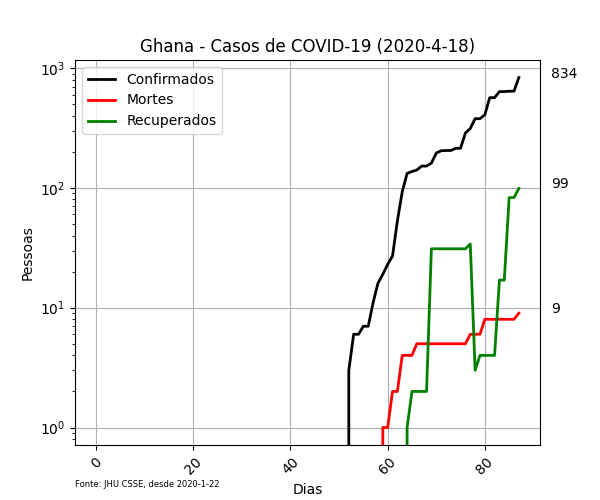 Ghana - Casos de COVID-19 (2020-4-18)
Confirmados
Mortes
Recuperados
10³
10²
10¹
10⁰
Pessoas
834
99
9
0
20
40
60
80
Dias
Fonte: JHU CSSE, desde 2020-1-22